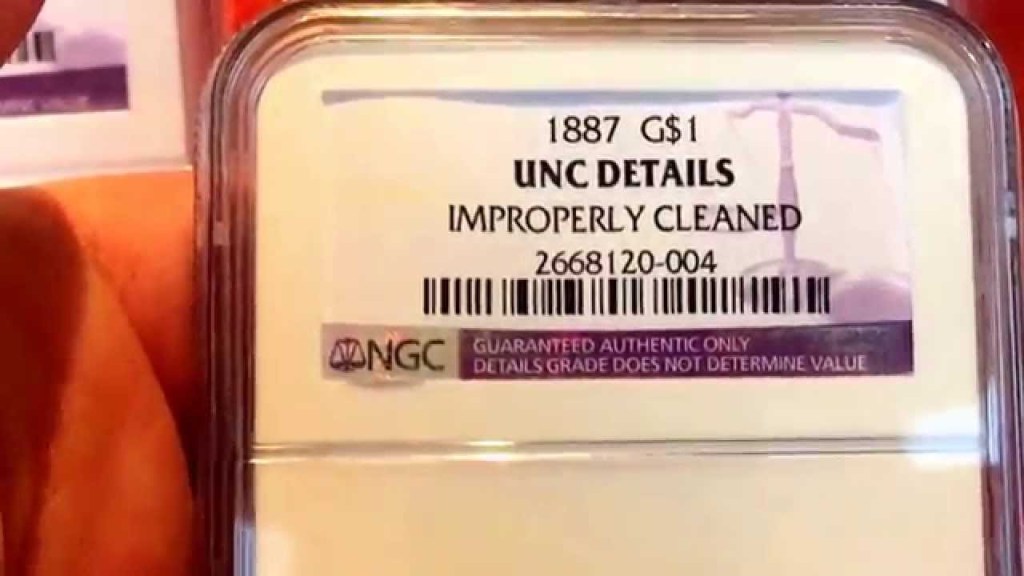 1887 G$1
UNC DETAILS
IMPROPERLY CLEANED
2668120-004
NGC
GUARANTEED AUTHENTIC ONLY
DETAILS GRADE DOES NOT DETERMINE VALUE